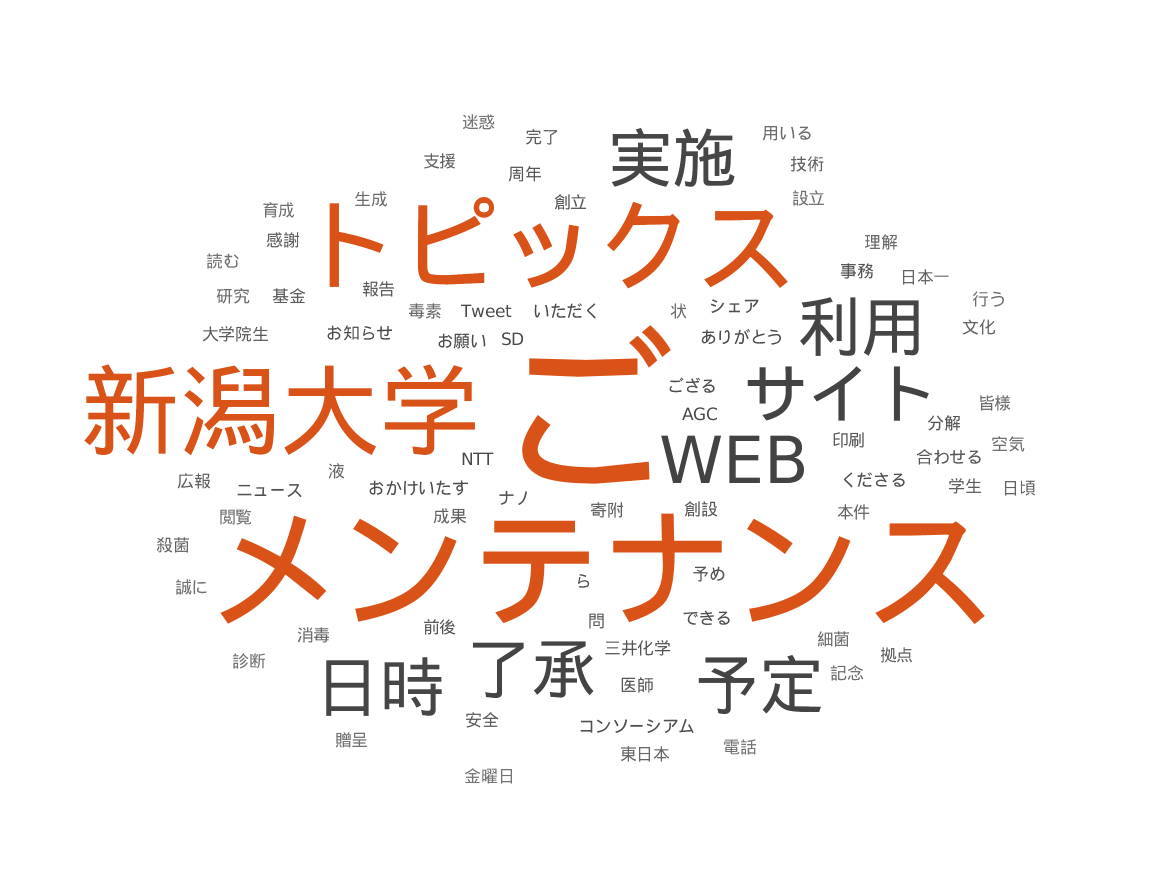 迷惑
完了
実施
用いる
支援
周年
技術
生成
創立
設立
育成
トピックス
感謝
理解
読む
事務
日本一
研究
基金
報告
行う
毒素
Tweet
いただく
状
シェア
利用
文化
大学院生
お知らせ
お願い
SD
ありがとう
新潟大学
ご
ござる
サイト
皆様
AGC
分解
WEB
印刷
空気
NTT
合わせる
液
広報
ニュース
おかけいたす
ナノ
くださる
学生
日頃
閲覧
成果
寄附
創設
本件
殺菌
メンテナンス
誠に
ら
予め
消毒
前後
問
できる
細菌
診断
日時
了承
三井化学
予定
拠点
医師
記念
安全
コンソーシアム
贈呈
東日本
電話
金曜日